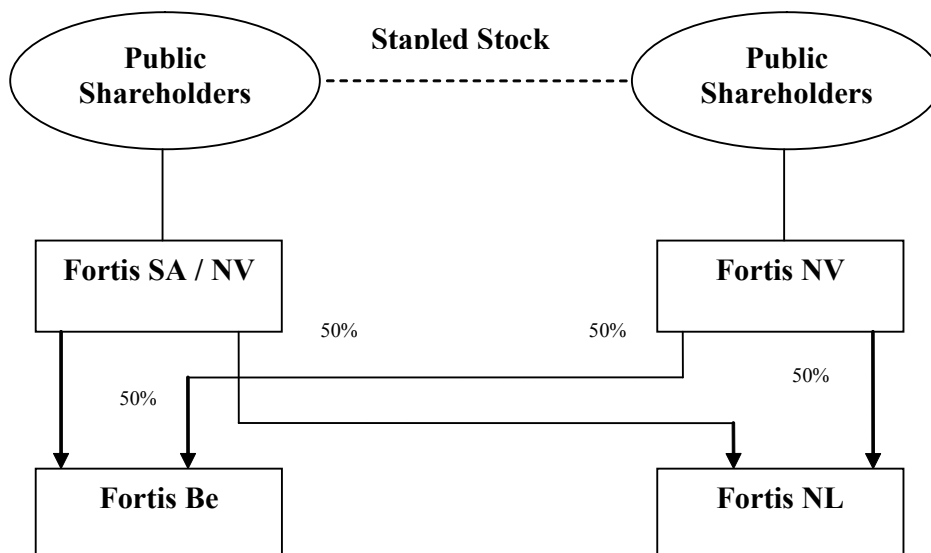 Stapled Stock
Public
Shareholders
Public
Shareholders
Fortis SA / NV
Fortis NV
50%
50%
50%
50%
Fortis Be
Fortis NL